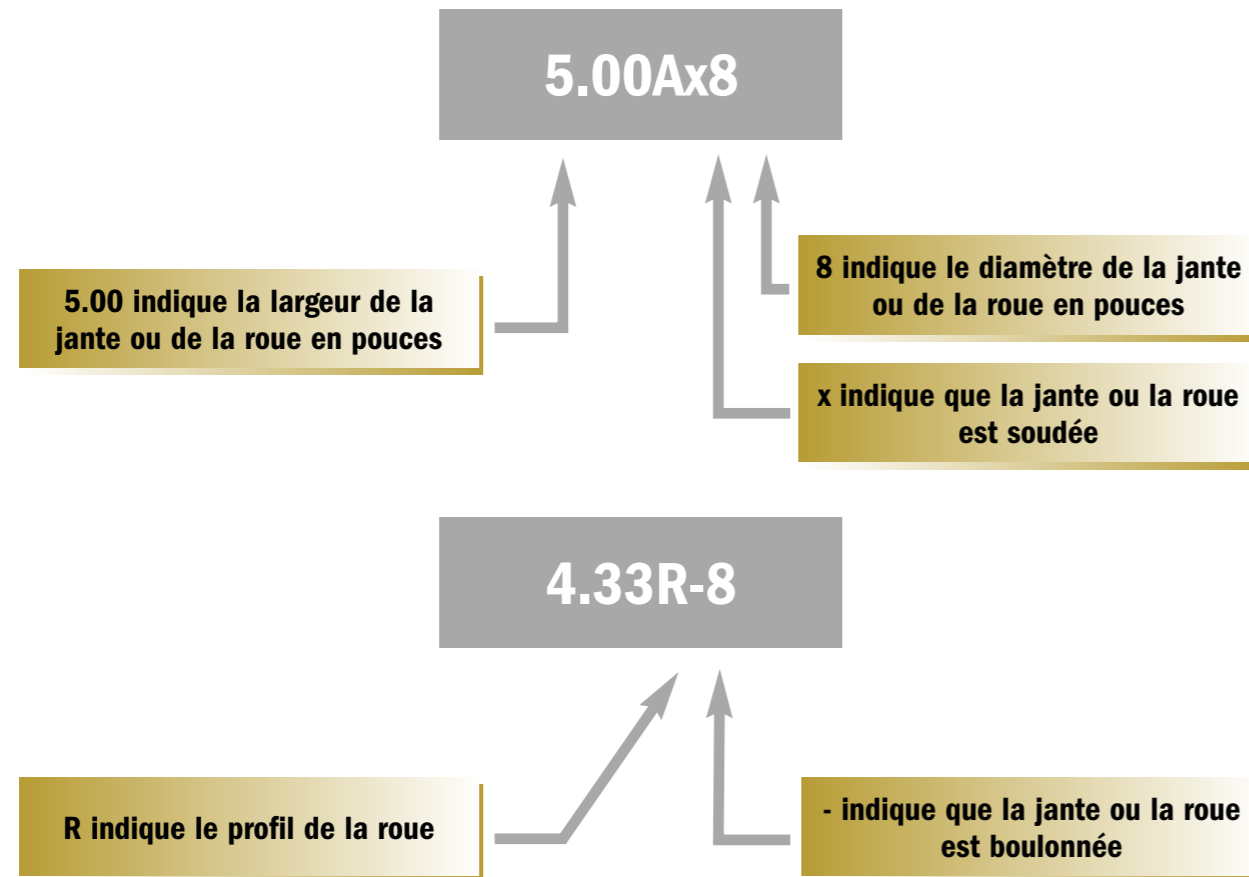 5.00Ax8
5.00 indique la largeur de la
jante ou de la roue en pouces
8 indique le diamètre de la jante
ou de la roue en pouces
x indique que la jante ou la roue
est soudée
4.33R-8
R indique le profil de la roue
- indique que la jante ou la roue
est boulonnée